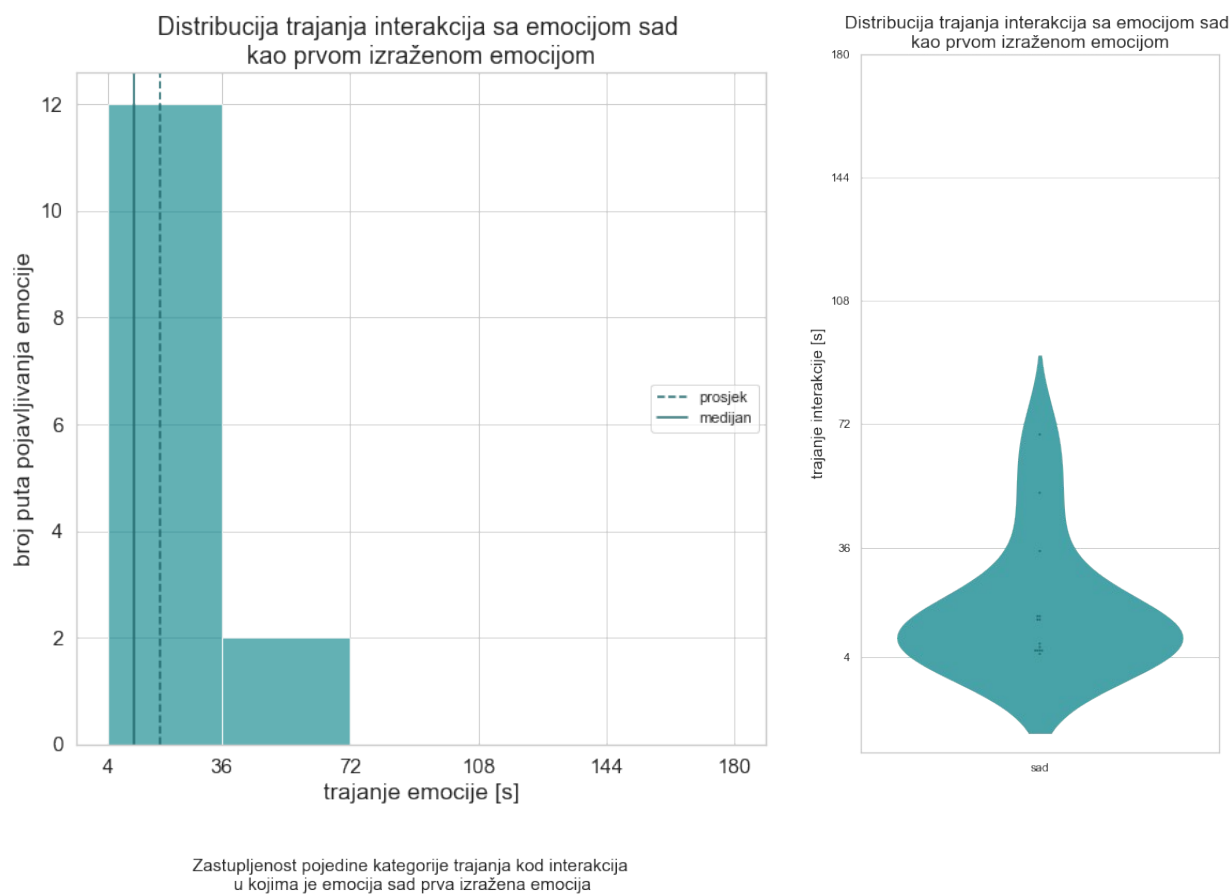 Distribucija trajanja interakcija sa emocijom sad
kao prvom izraženom emocijom
12
10
8
6
4
2
0
broj puta pojavljivanja emocije
prosjek
medijan
4 36 72 108 144 180
trajanje emocije [s]
Distribucija trajanja interakcija sa emocijom sad
kao prvom izraženom emocijom
180
144
108
72
36
4
trajanje interakcije [s]
sad
Zastupljenost pojedine kategorije trajanja kod interakcija
u kojima je emocija sad prva izražena emocija